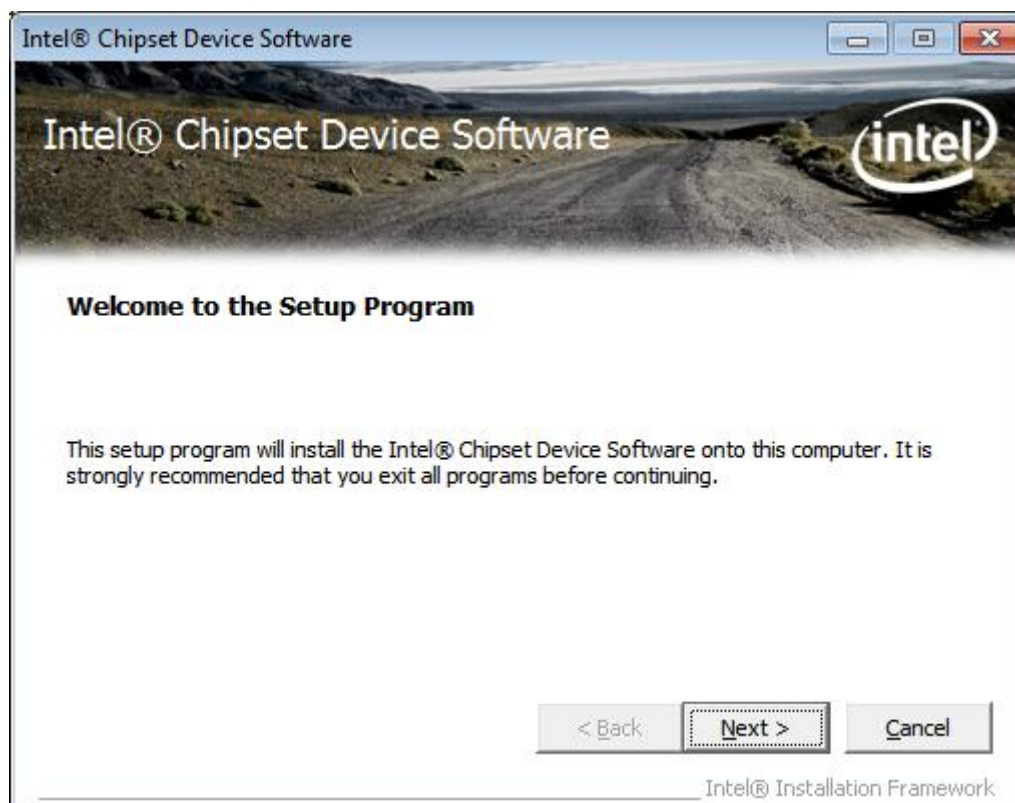 Intel® Chipset Device Software
Intel® Chipset Device Software
intel
Welcome to the Setup Program
This setup program will install the Intel® Chipset Device Software onto this computer. It is
strongly recommended that you exit all programs before continuing.
< Back Next > Cancel
Intel® Installation Framework